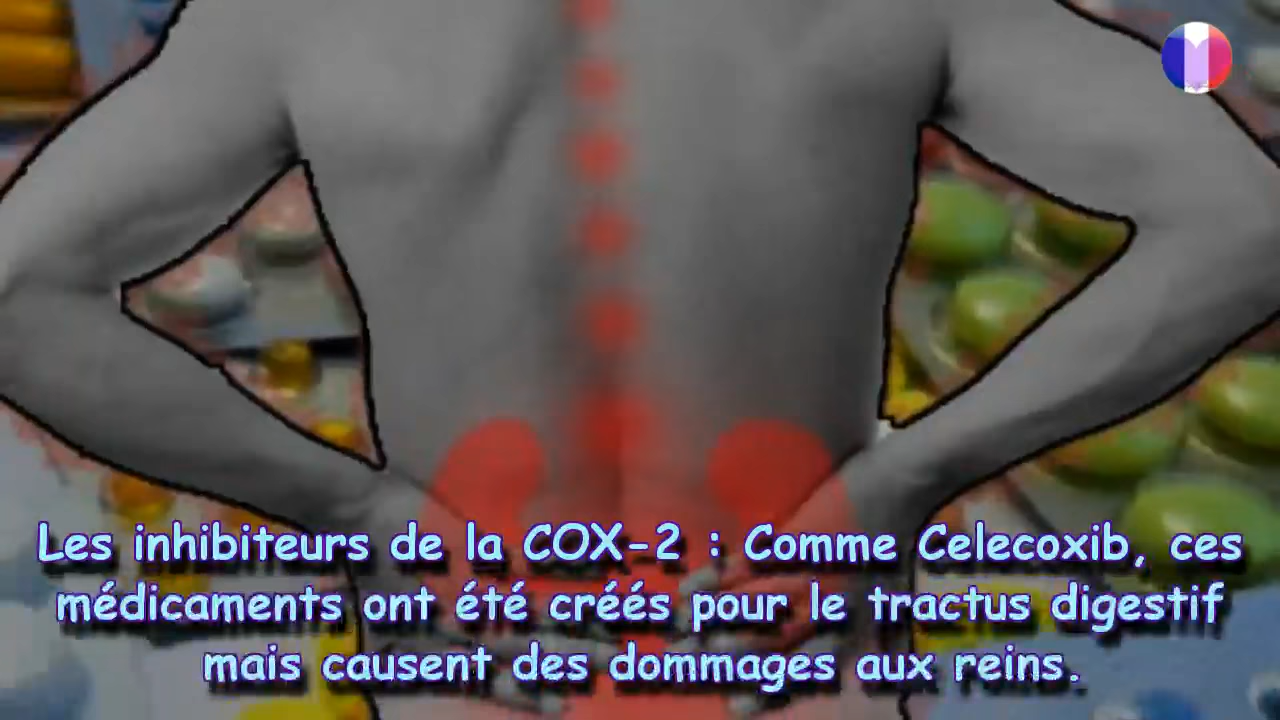 Les inhibiteurs de la COX-2 : Comme Celecoxib, ces
médicaments ont été créés pour le tractus digestif
mais causent des dommages aux reins.